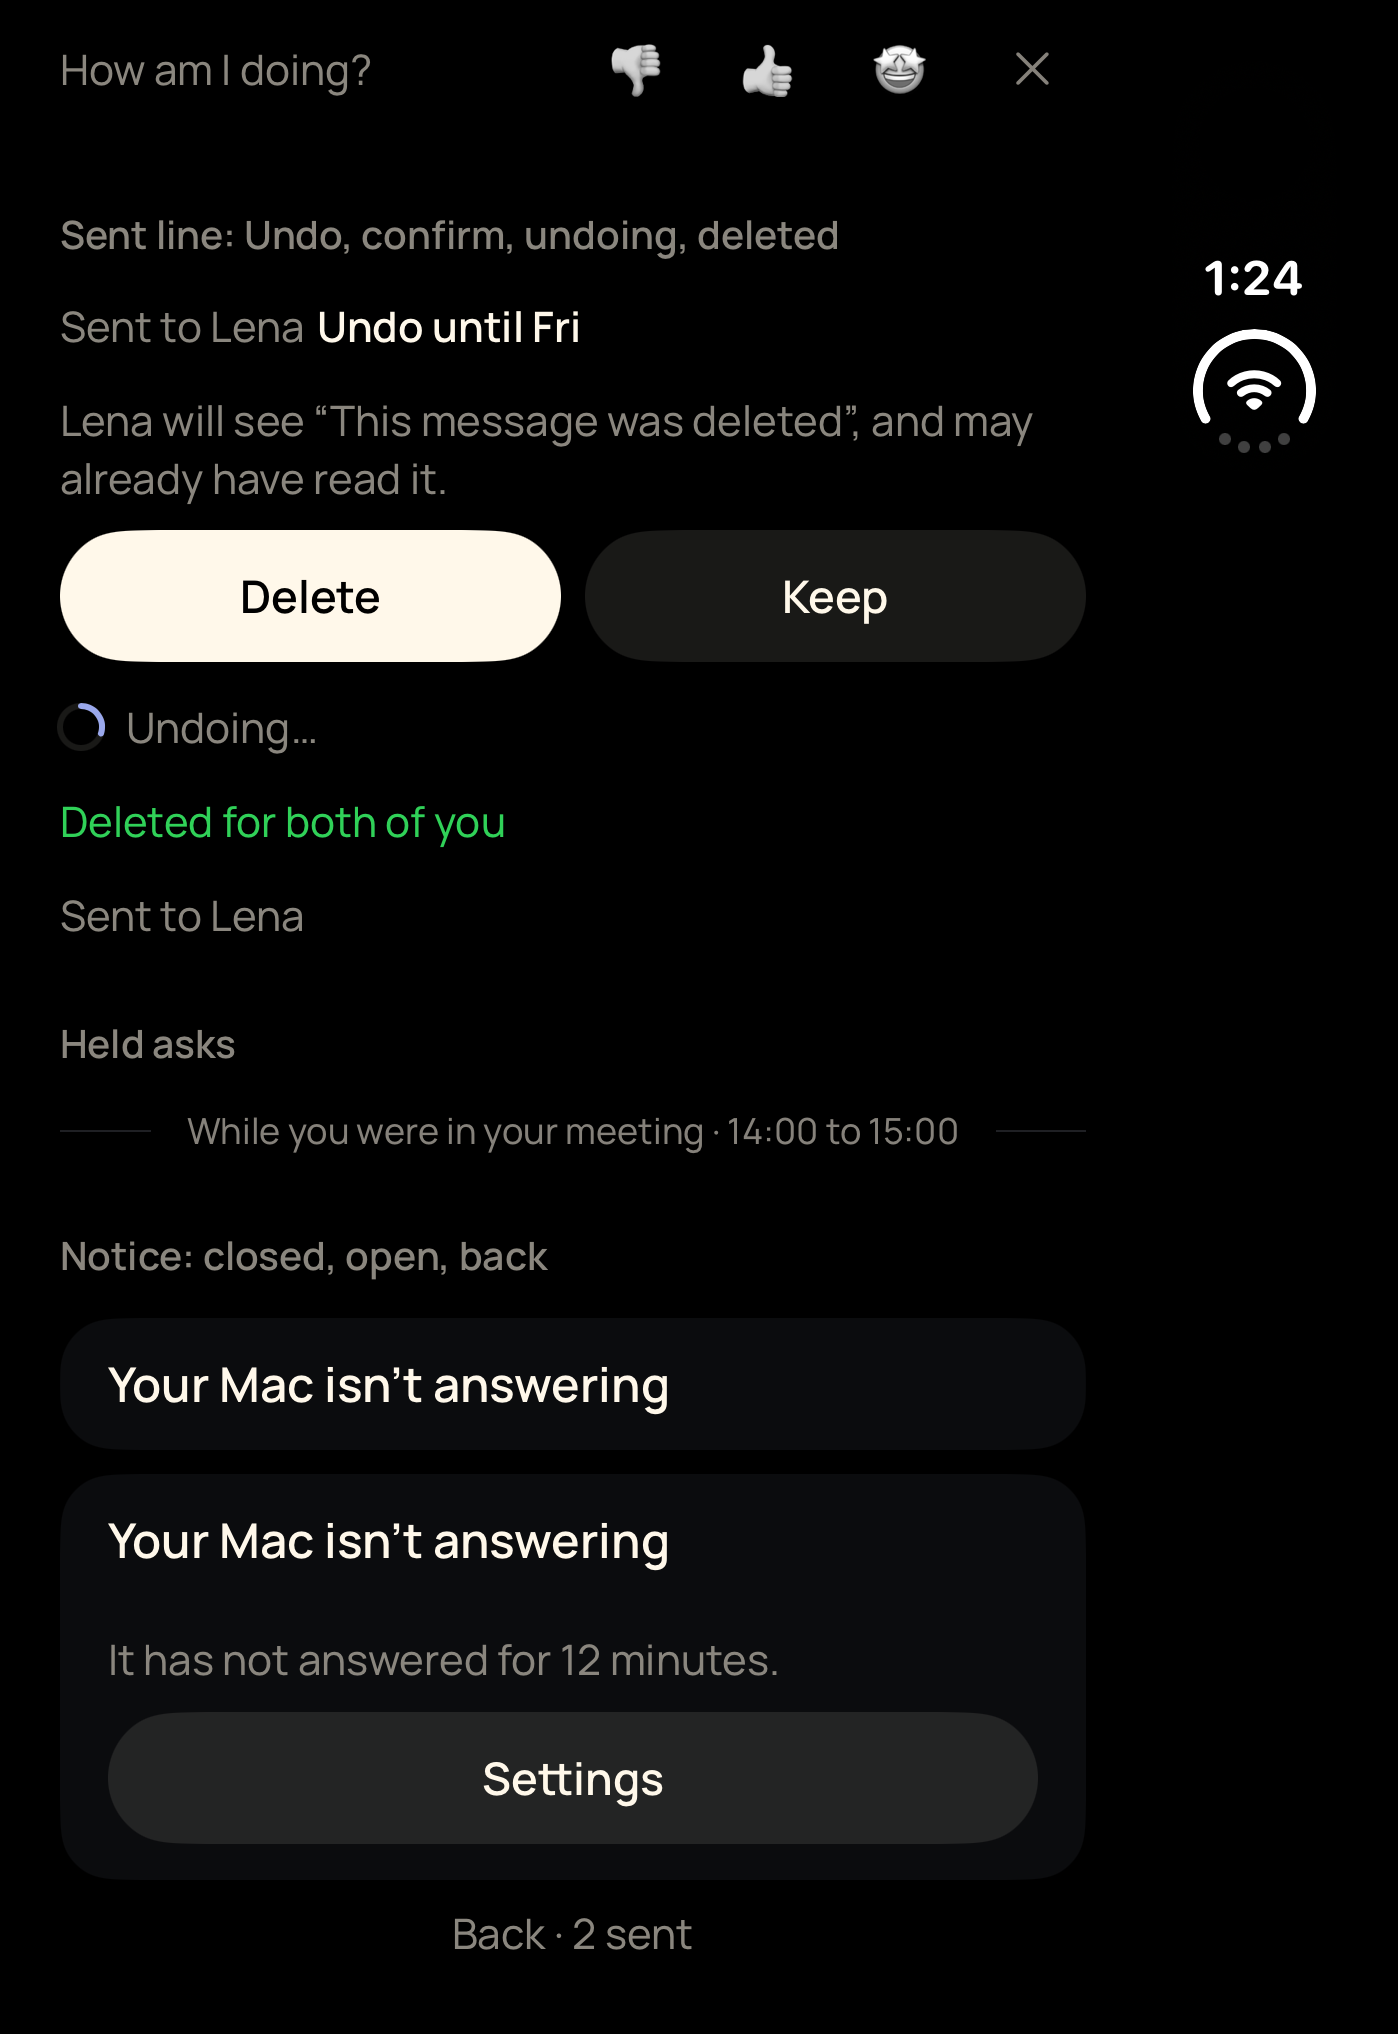 How am I doing?
Sent line: Undo, confirm, undoing, deleted
1:24
Sent to Lena Undo until Fri
Lena will see “This message was deleted”, and may
already have read it.
Delete
Keep
Undoing…
Deleted for both of you
Sent to Lena
Held asks
While you were in your meeting · 14:00 to 15:00
Notice: closed, open, back
Your Mac isn’t answering
Your Mac isn’t answering
It has not answered for 12 minutes.
Settings
Back · 2 sent